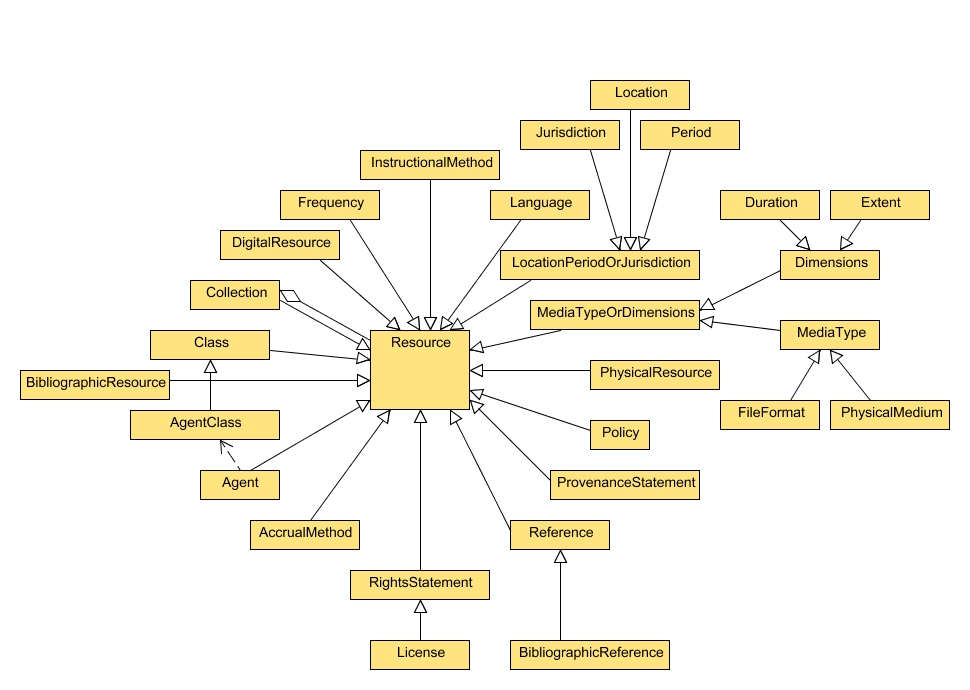 Location
Jurisdiction
Period
InstructionalMethod
Frequency
Language
Duration
Extent
DigitalResource
LocationPeriodOrJurisdiction
Dimensions
Collection
MediaTypeOrDimensions
Class
Resource
MediaType
BibliographicResource
PhysicalResource
AgentClass
Policy
FileFormat
PhysicalMedium
Agent
ProvenanceStatement
AccrualMethod
Reference
RightsStatement
License
BibliographicReference